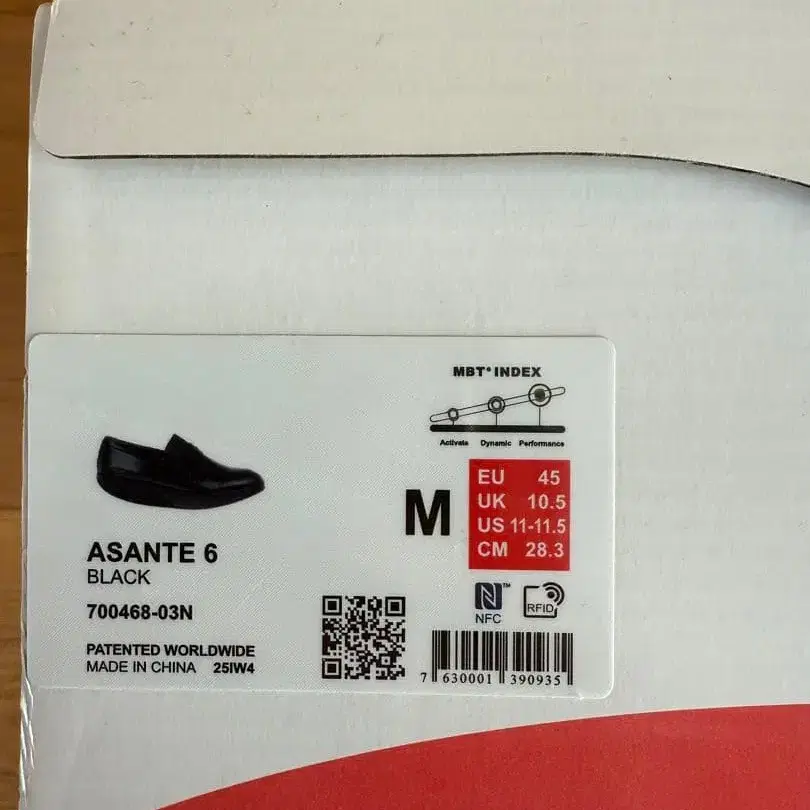 MBT® INDEX
Activate Dynamic Performance
M
EU 45
UK 10.5
US 11-11.5
CM 28.3
ASANTE 6
BLACK
700468-03N
PATENTED WORLDWIDE
MADE IN CHINA 25IW4
N™
NFC
RFID
7 630001 390935